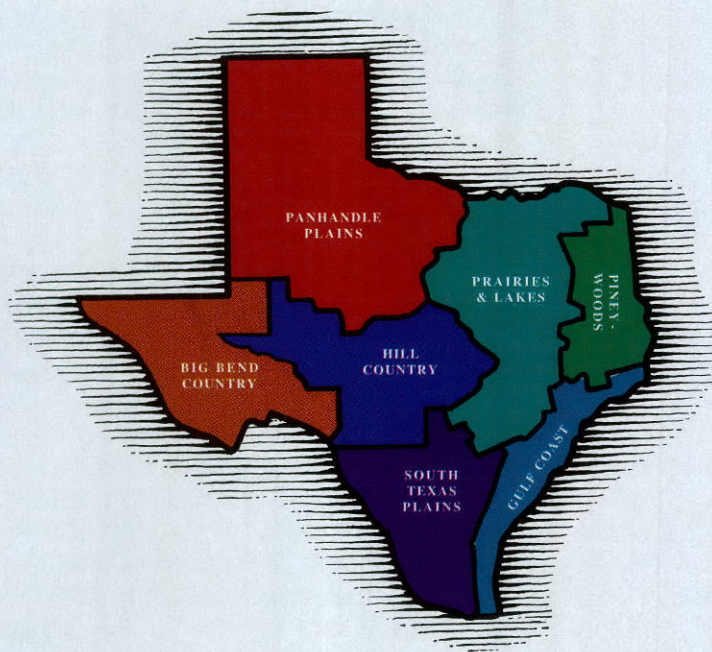 PANHANDLE
PLAINS
PRAIRIES
& LAKES
PINEY-
WOODS
BIG BEND
COUNTRY
HILL
COUNTRY
SOUTH
TEXAS
PLAINS
GULF COAST